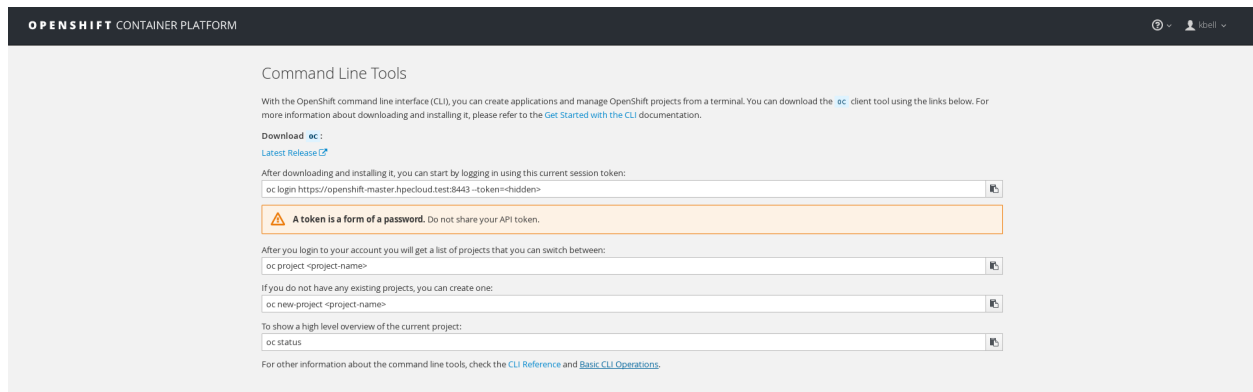 OPENSHIFT CONTAINER PLATFORM
kbell
Command Line Tools
With the OpenShift command line interface (CLI), you can create applications and manage OpenShift projects from a terminal. You can download the oc client tool using the links below. For
more information about downloading and installing it, please refer to the Get Started with the CLI documentation.
Download oc :
Latest Release
After downloading and installing it, you can start by logging in using this current session token:
oc login https://openshift-master.hpecloud.test:8443 --token=<hidden>
A token is a form of a password. Do not share your API token.
After you login to your account you will get a list of projects that you can switch between:
oc project <project-name>
If you do not have any existing projects, you can create one:
oc new-project <project-name>
To show a high level overview of the current project:
oc status
For other information about the command line tools, check the CLI Reference and Basic CLI Operations.